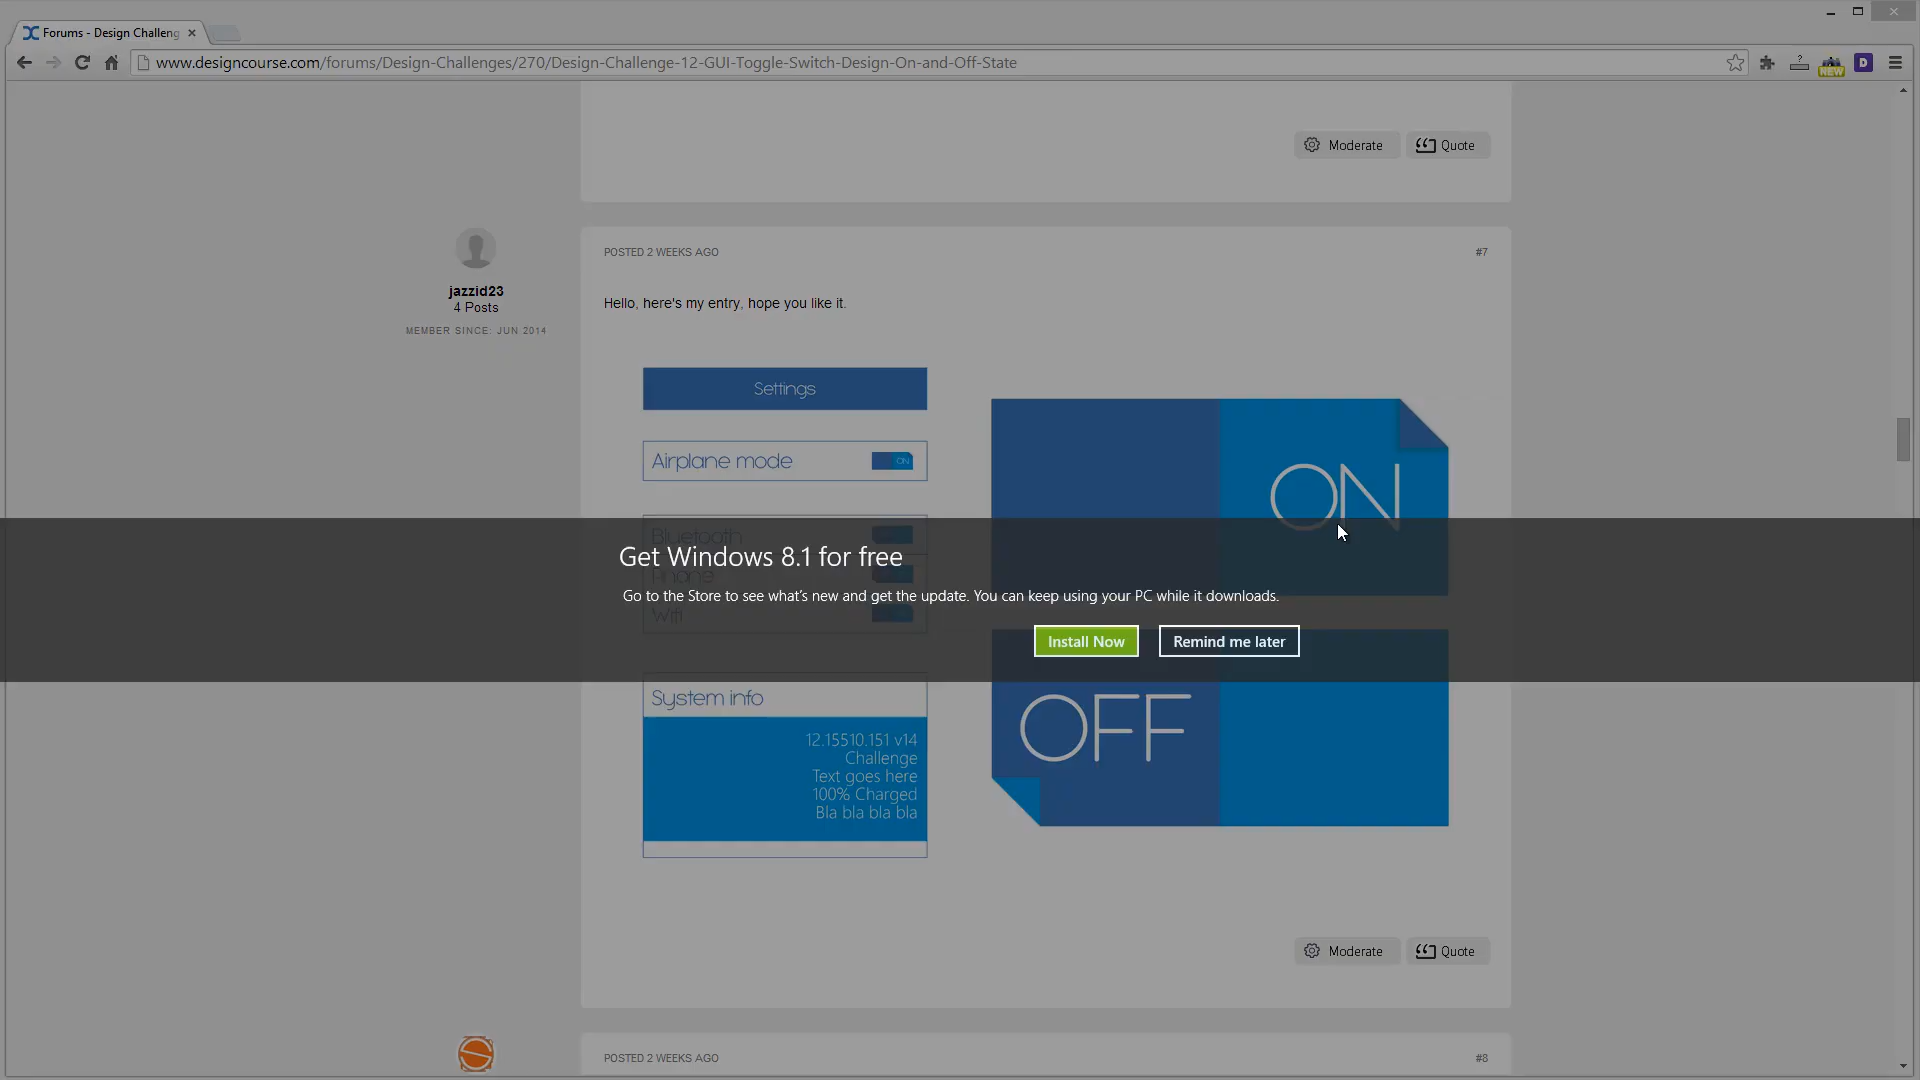 Forums - Design Challeng
www.designcourse.com/forums/Design-Challenges/270/Design-Challenge-12-GUI-Toggle-Switch-Design-On-and-Off-State
NEW
D
Moderate
Quote
POSTED 2 WEEKS AGO
#7
jazzid23
4 Posts
MEMBER SINCE: JUN 2014
Hello, here's my entry, hope you like it.
Settings
Airplane mode
ON
ON
Bluetooth
Get Windows 8.1 for free
Phone
Go to the Store to see what's new and get the update. You can keep using your PC while it downloads.
Wifi
Install Now
Remind me later
System info
OFF
12.15510.151 v14
Challenge
Text goes here
100% Charged
Bla bla bla bla
Moderate
Quote
POSTED 2 WEEKS AGO
#8